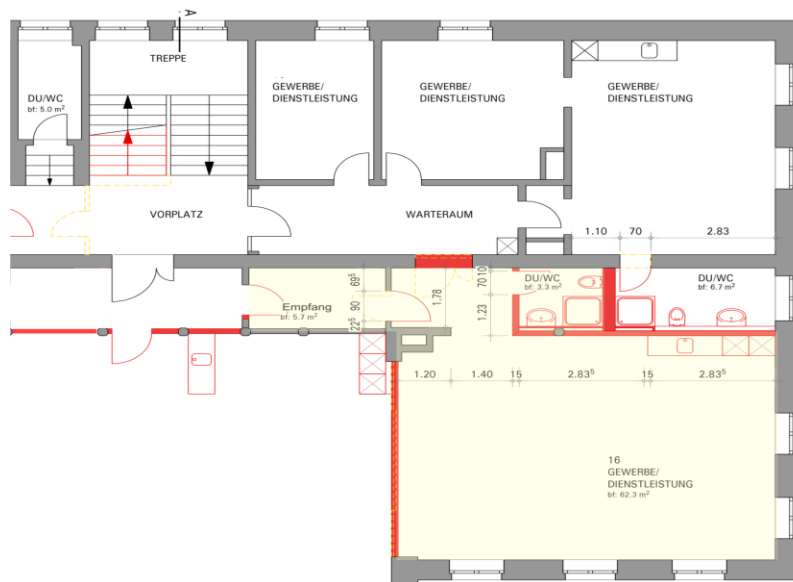 A
TREPPE
DU/WC
bf: 5.0 m²
GEWERBE/
DIENSTLEISTUNG
GEWERBE/
DIENSTLEISTUNG
GEWERBE/
DIENSTLEISTUNG
VORPLATZ
WARTERAUM
1.10
70
2.83
Empfang
bf: 5.7 m²
22⁵
90
69⁵
1.78
1.23
70
10
DU/WC
bf: 3.3 m²
DU/WC
bf: 6.7 m²
1.20
1.40
15
2.83⁵
15
2.83⁵
16
GEWERBE/
DIENSTLEISTUNG
bf: 62.3 m²